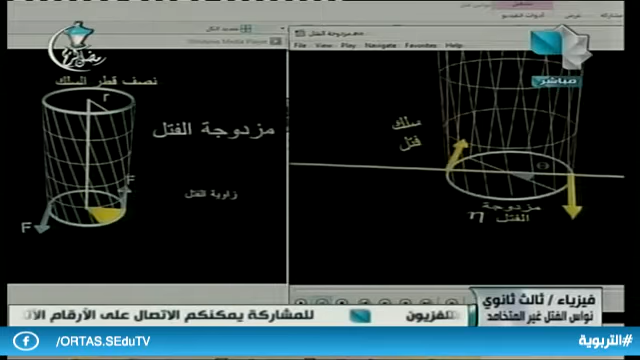 رمضان كريم
Windows Media Player
مزدوجة الفتل
File View Play Navigate Favorites Help
مباشر
نصف قطر السلك
r
مزدوجة الفتل
زاوية الفتل
F
F
سلك
فتل
Θ
مزدوجة
الفتل η
فيزياء / ثالث ثانوي
نواس الفتل غير المتخامد
للمشاركة يمكنكم الاتصال على الأرقام
/ORTAS.SEduTV
#التربوية